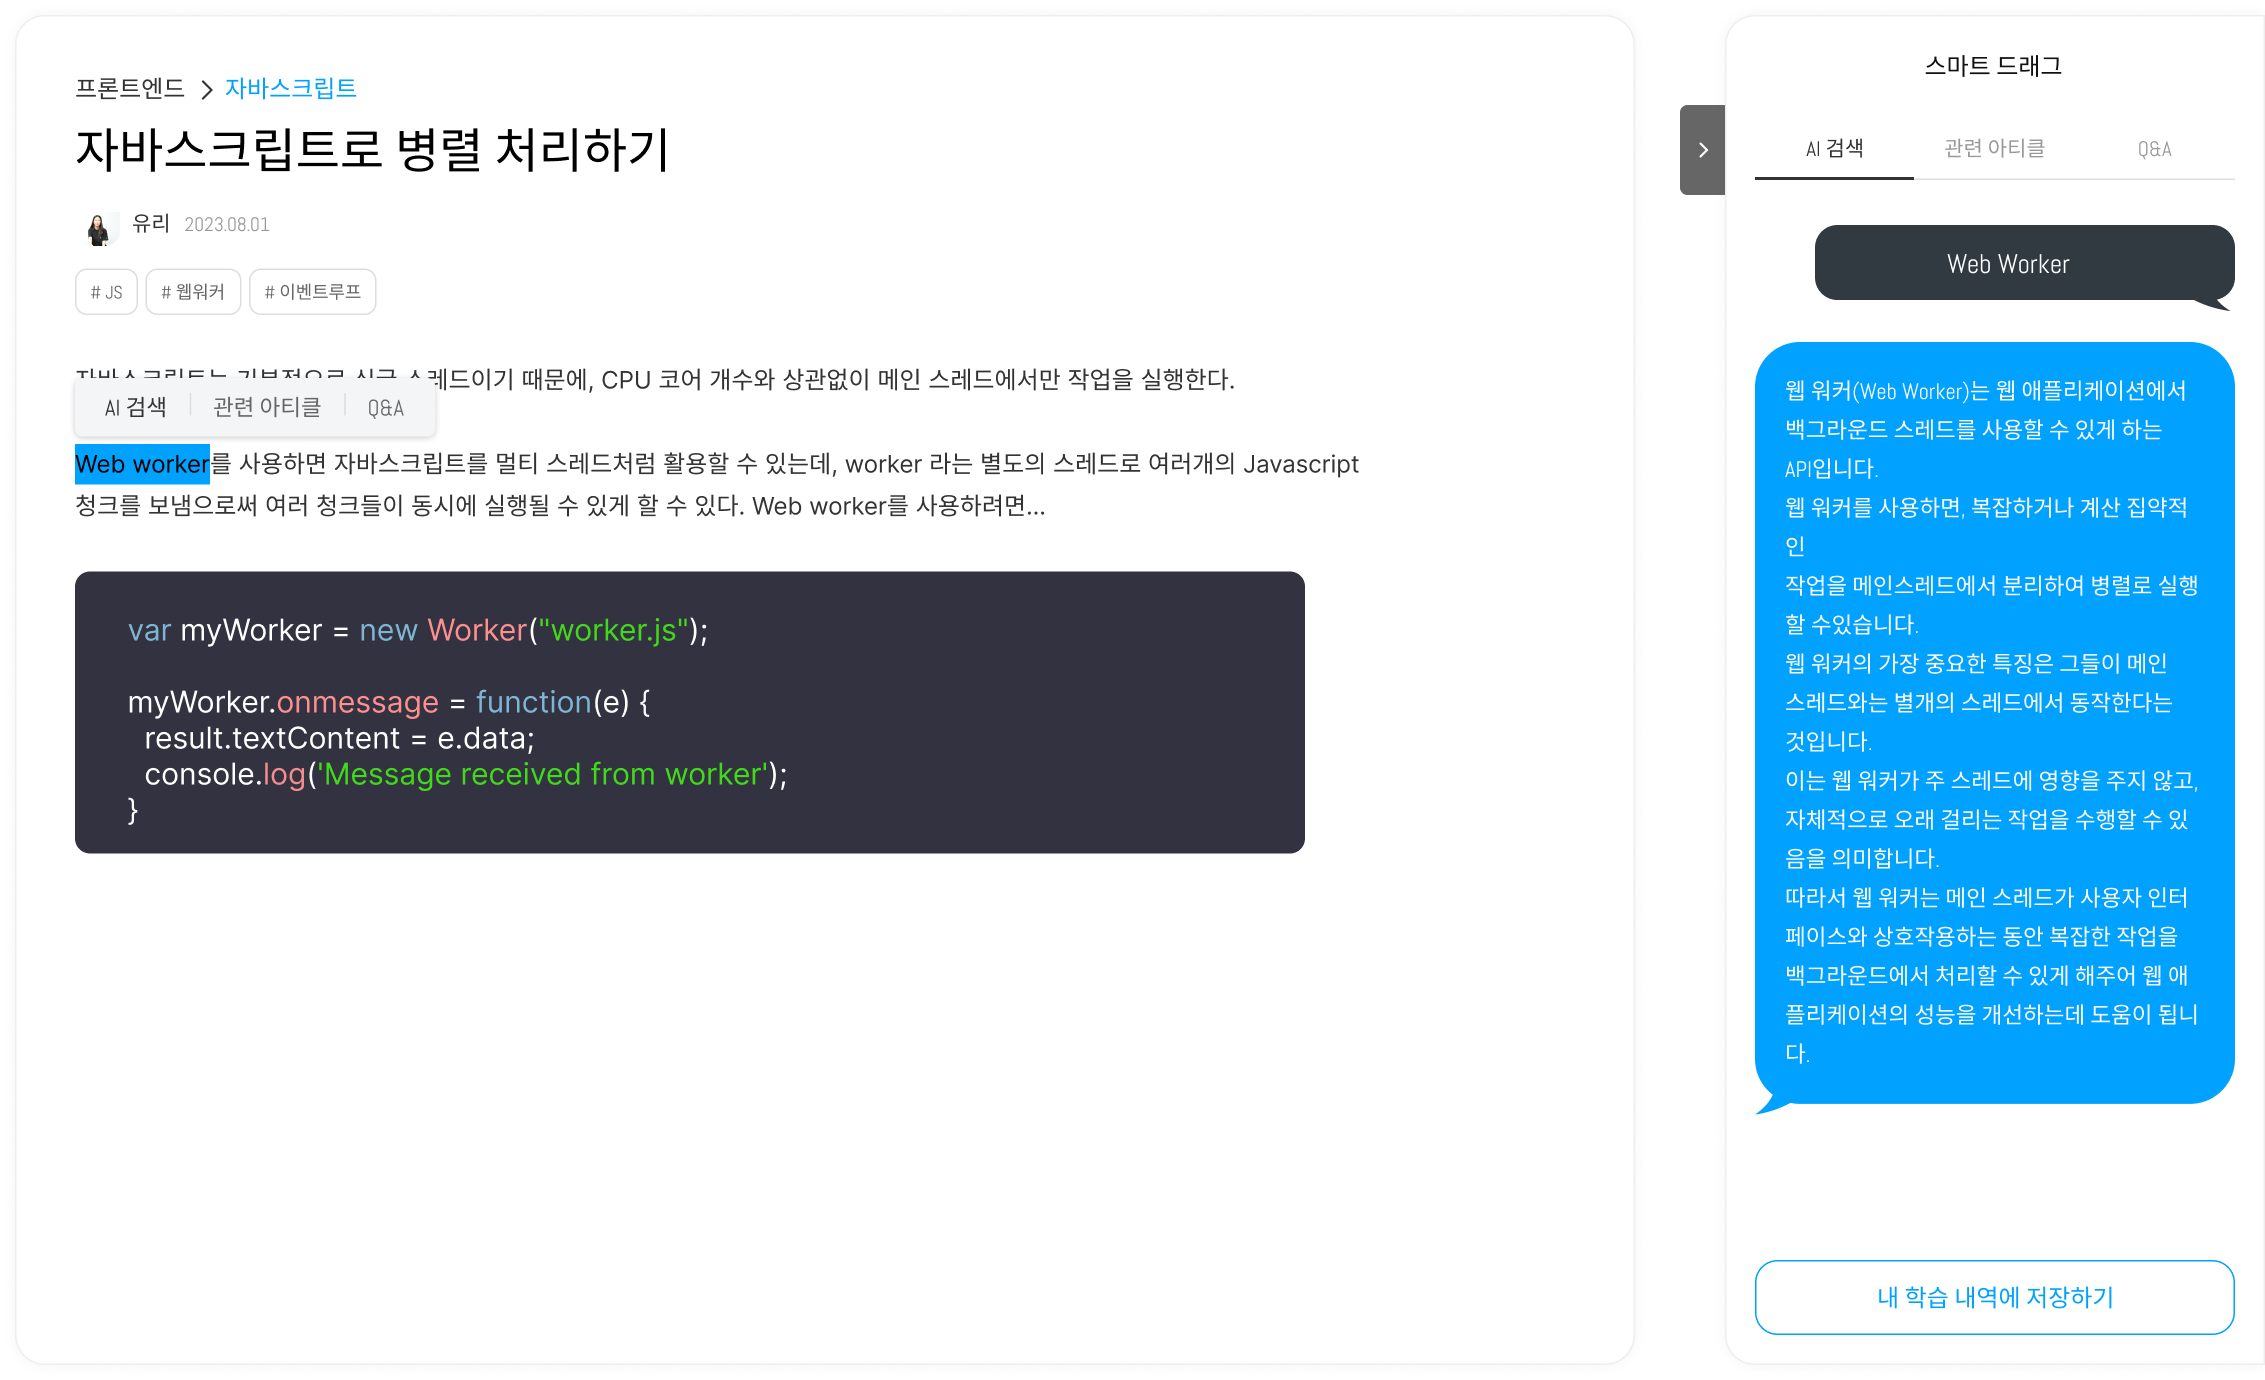 프론트엔드 > 자바스크립트
자바스크립트로 병렬 처리하기
유리 2023.08.01
# JS # 웹워커 # 이벤트루프
자바스크립트는 기본적으로 싱글 스레드이기 때문에, CPU 코어 개수와 상관없이 메인 스레드에서만 작업을 실행한다.
AI 검색 관련 아티클 Q&A
Web worker를 사용하면 자바스크립트를 멀티 스레드처럼 활용할 수 있는데, worker 라는 별도의 스레드로 여러개의 Javascript
청크를 보냄으로써 여러 청크들이 동시에 실행될 수 있게 할 수 있다. Web worker를 사용하려면...
var myWorker = new Worker("worker.js");
myWorker.onmessage = function(e) {
result.textContent = e.data;
console.log('Message received from worker');
}
스마트 드래그
AI 검색 관련 아티클 Q&A
Web Worker
웹 워커(Web Worker)는 웹 애플리케이션에서
백그라운드 스레드를 사용할 수 있게 하는
API입니다.
웹 워커를 사용하면, 복잡하거나 계산 집약적
인
작업을 메인스레드에서 분리하여 병렬로 실행
할 수있습니다.
웹 워커의 가장 중요한 특징은 그들이 메인
스레드와는 별개의 스레드에서 동작한다는
것입니다.
이는 웹 워커가 주 스레드에 영향을 주지 않고,
자체적으로 오래 걸리는 작업을 수행할 수 있
음을 의미합니다.
따라서 웹 워커는 메인 스레드가 사용자 인터
페이스와 상호작용하는 동안 복잡한 작업을
백그라운드에서 처리할 수 있게 해주어 웹 애
플리케이션의 성능을 개선하는데 도움이 됩니
다.
내 학습 내역에 저장하기